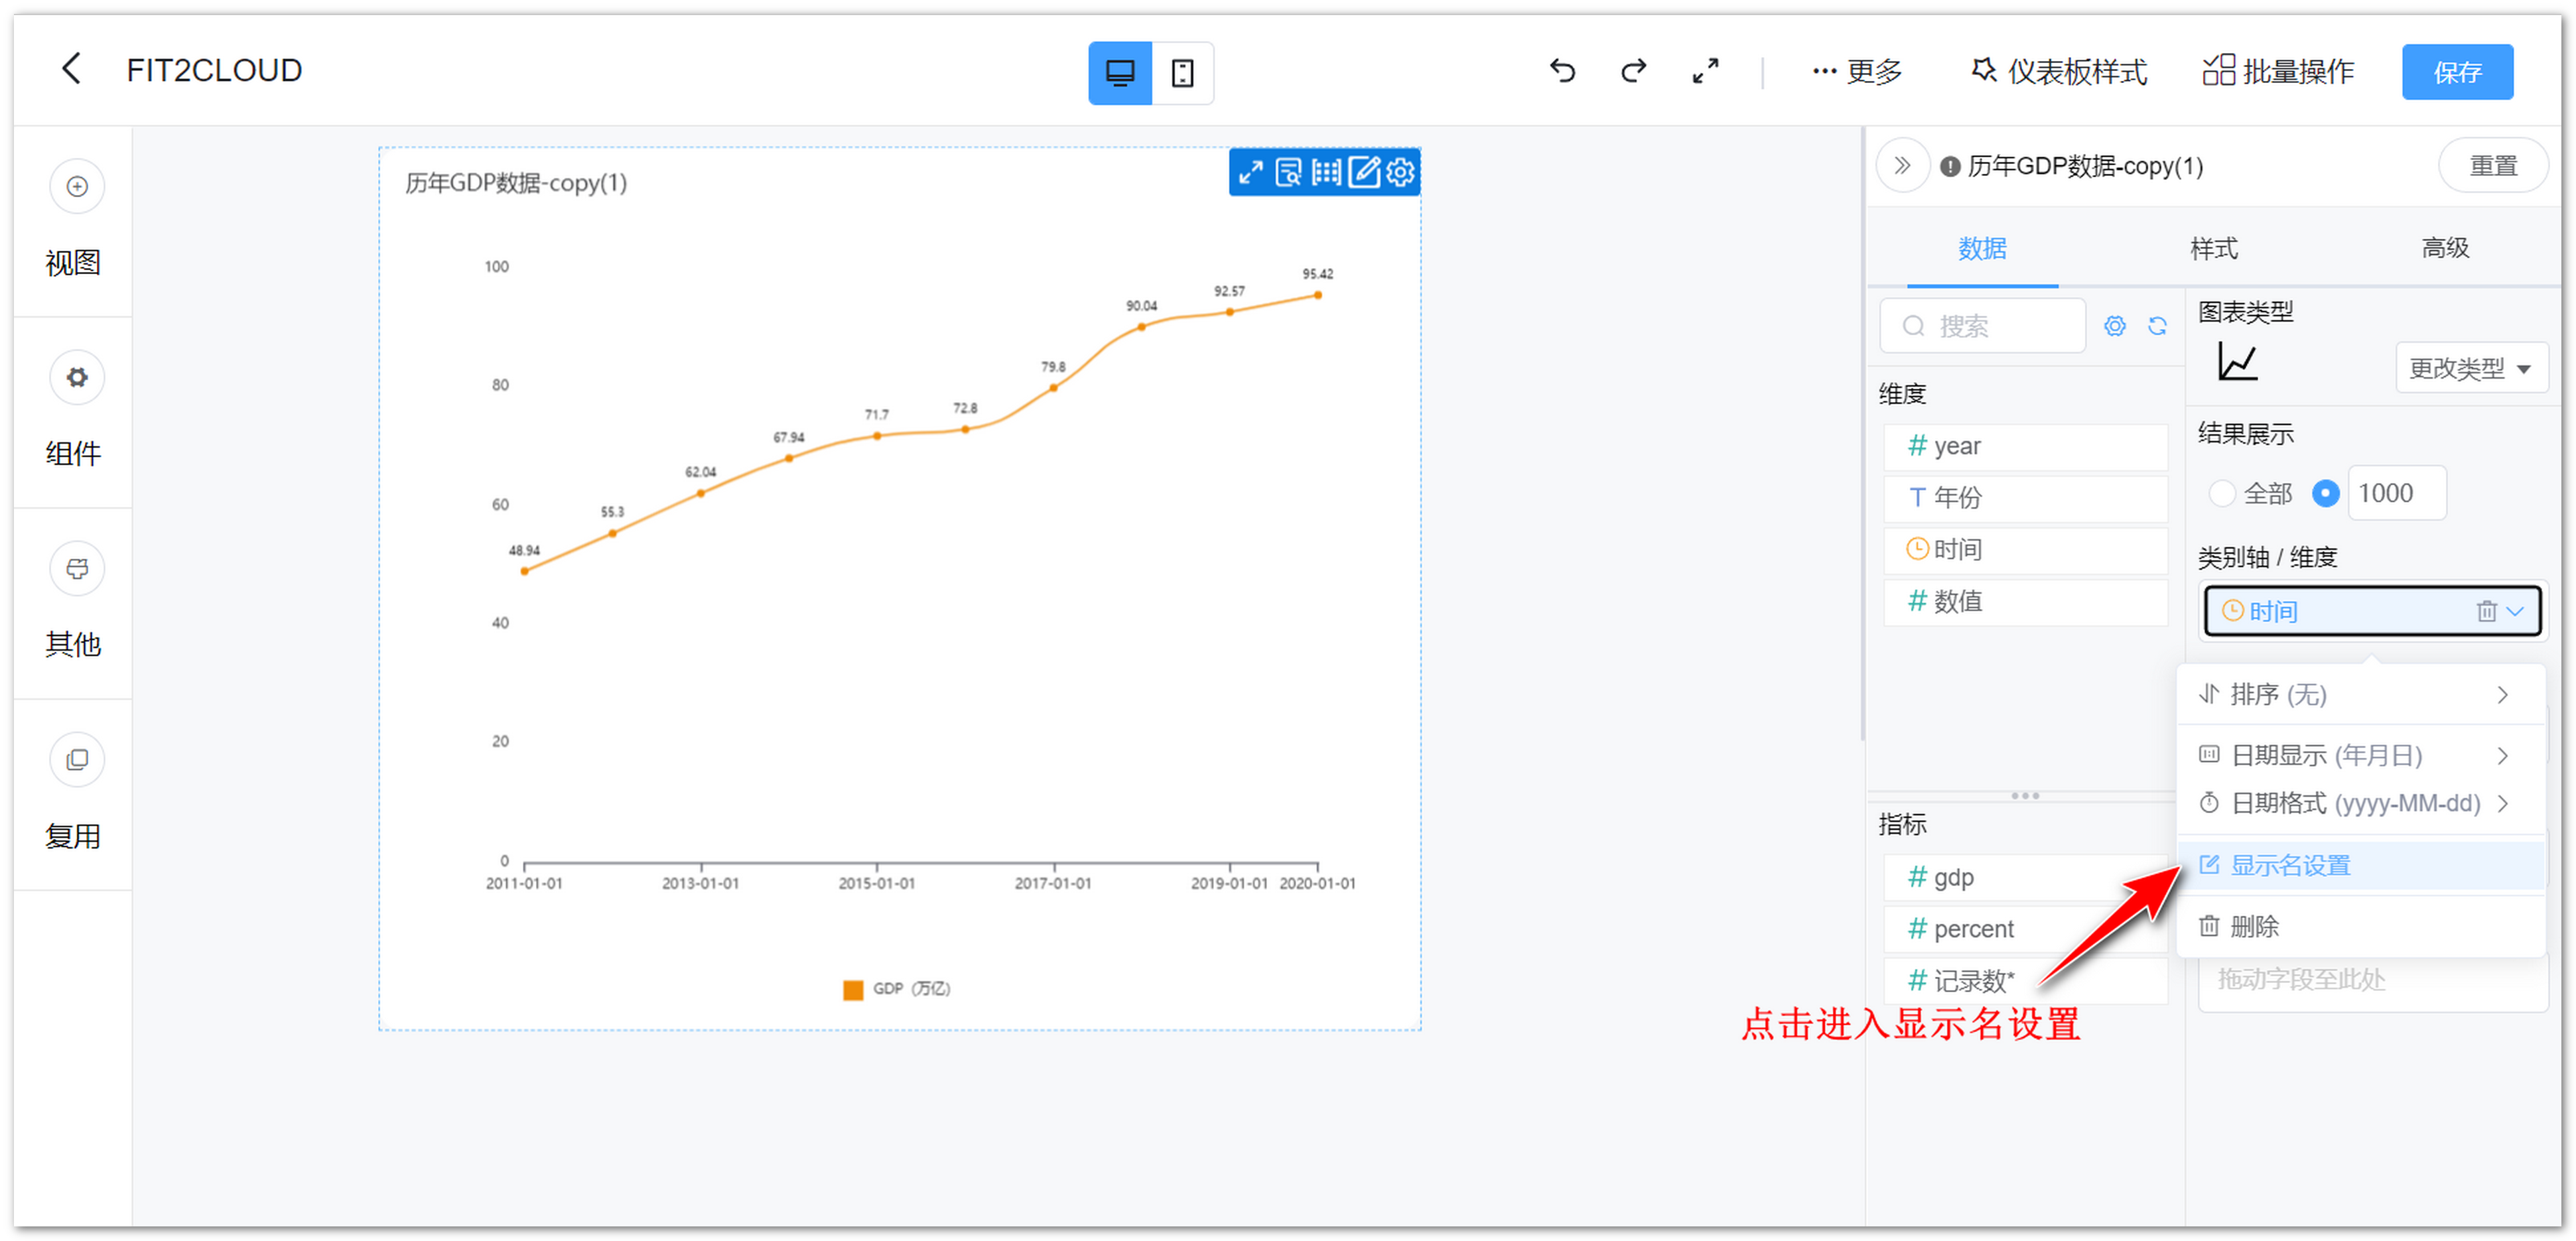 FIT2CLOUD
更多
仪表板样式
批量操作
保存
视图
组件
其他
复用
历年GDP数据-copy(1)
100
80
60
40
20
0
48.94
55.3
62.04
67.94
71.7
72.8
79.8
90.04
92.57
95.42
2011-01-01
2013-01-01
2015-01-01
2017-01-01
2019-01-01
2020-01-01
GDP (万亿)
历年GDP数据-copy(1)
重置
数据
样式
高级
搜索
维度
# year
T 年份
时间
# 数值
指标
# gdp
# percent
# 记录数*
图表类型
更改类型
结果展示
全部
1000
类别轴 / 维度
时间
排序 (无)
日期显示 (年月日)
日期格式 (yyyy-MM-dd)
显示名设置
删除
拖动字段至此处
点击进入显示名设置